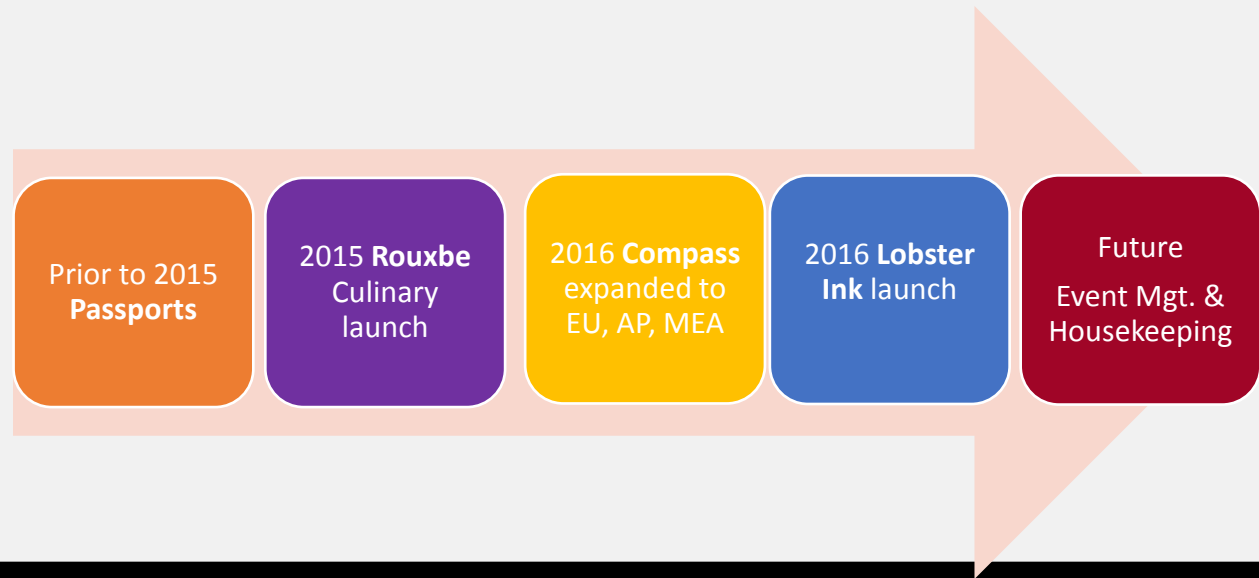 Prior to 2015
Passports
2015 Rouxbe
Culinary
launch
2016 Compass
expanded to
EU, AP, MEA
2016 Lobster
Ink launch
Future
Event Mgt. &
Housekeeping